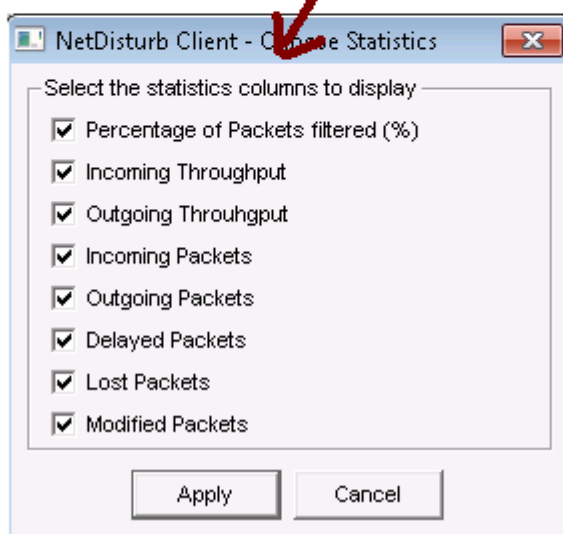 NetDisturb Client - Choose Statistics
Select the statistics columns to display
Percentage of Packets filtered (%)
Incoming Throughput
Outgoing Throuhgput
Incoming Packets
Outgoing Packets
Delayed Packets
Lost Packets
Modified Packets
Apply
Cancel